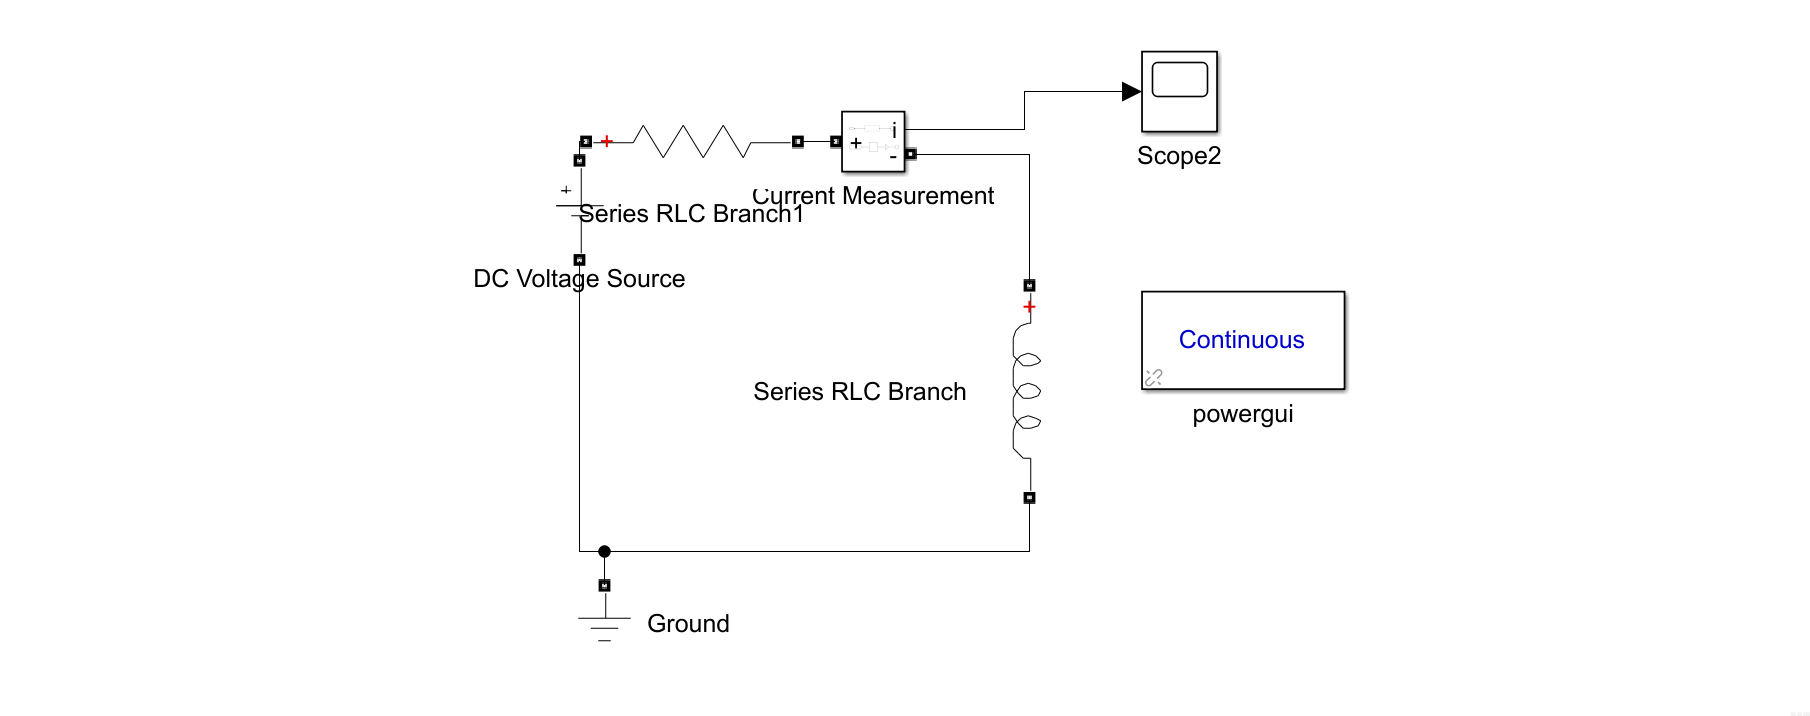 Scope2
i
+
-
+
Current Measurement
+
Series RLC Branch1
DC Voltage Source
+
Continuous
Series RLC Branch
powergui
Ground